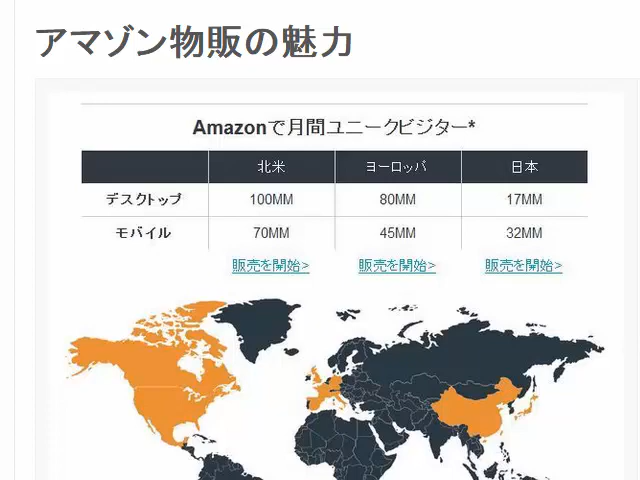 アマゾン物販の魅力
Amazonで月間ユニークビジター*
北米 ヨーロッパ 日本
デスクトップ 100MM 80MM 17MM
モバイル 70MM 45MM 32MM
販売を開始> 販売を開始> 販売を開始>